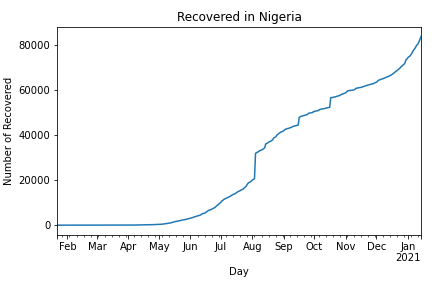 Recovered in Nigeria
Number of Recovered
80000
60000
40000
20000
0
Feb Mar Apr May Jun Jul Aug Sep Oct Nov Dec Jan
2021
Day